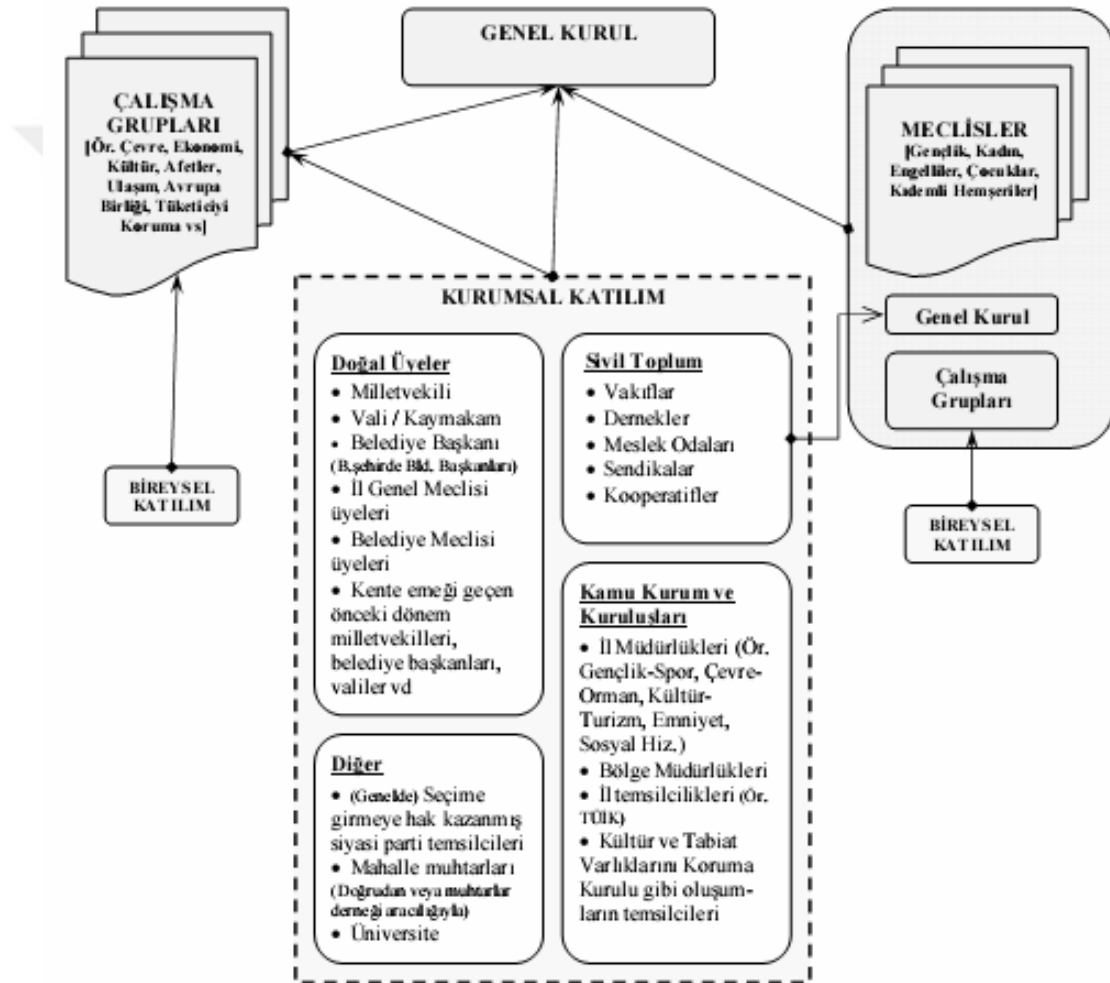 GENEL KURUL
ÇALIŞMA
GRUPLARI
[Ör. Çevre, Ekonomi,
Kültür, Afetler,
Ulaşım, Avrupa
Birliği, Tüketiciyi
Koruma vs]
MECLİSLER
[Gençlik, Kadın,
Engelliler, Çocuklar,
Kıdemli Hemşeriler]
Genel Kurul
Çalışma
Grupları
BİREYSEL
KATILIM
BİREYSEL
KATILIM
KURUMSAL KATILIM
Doğal Üyeler
• Milletvekili
• Vali / Kaymakam
• Belediye Başkanı
(B.şehirde Bld. Başkanları)
• İl Genel Meclisi
üyeleri
• Belediye Meclisi
üyeleri
• Kente emeği geçen
önceki dönem
milletvekilleri,
belediye başkanları,
valiler vd
Sivil Toplum
• Vakıflar
• Dernekler
• Meslek Odaları
• Sendikalar
• Kooperatifler
Diğer
• (Genelde) Seçime
girmeye hak kazanmış
siyasi parti temsilcileri
• Mahalle muhtarları
(Doğrudan veya muhtarlar
derneği aracılığıyla)
• Üniversite
Kamu Kurum ve
Kuruluşları
• İl Müdürlükleri (Ör.
Gençlik-Spor, Çevre-
Orman, Kültür-
Turizm, Emniyet,
Sosyal Hiz.)
• Bölge Müdürlükleri
• İl temsilcilikleri (Ör.
TÜİK)
• Kültür ve Tabiat
Varlıklarını Koruma
Kurulu gibi oluşum-
ların temsilcileri